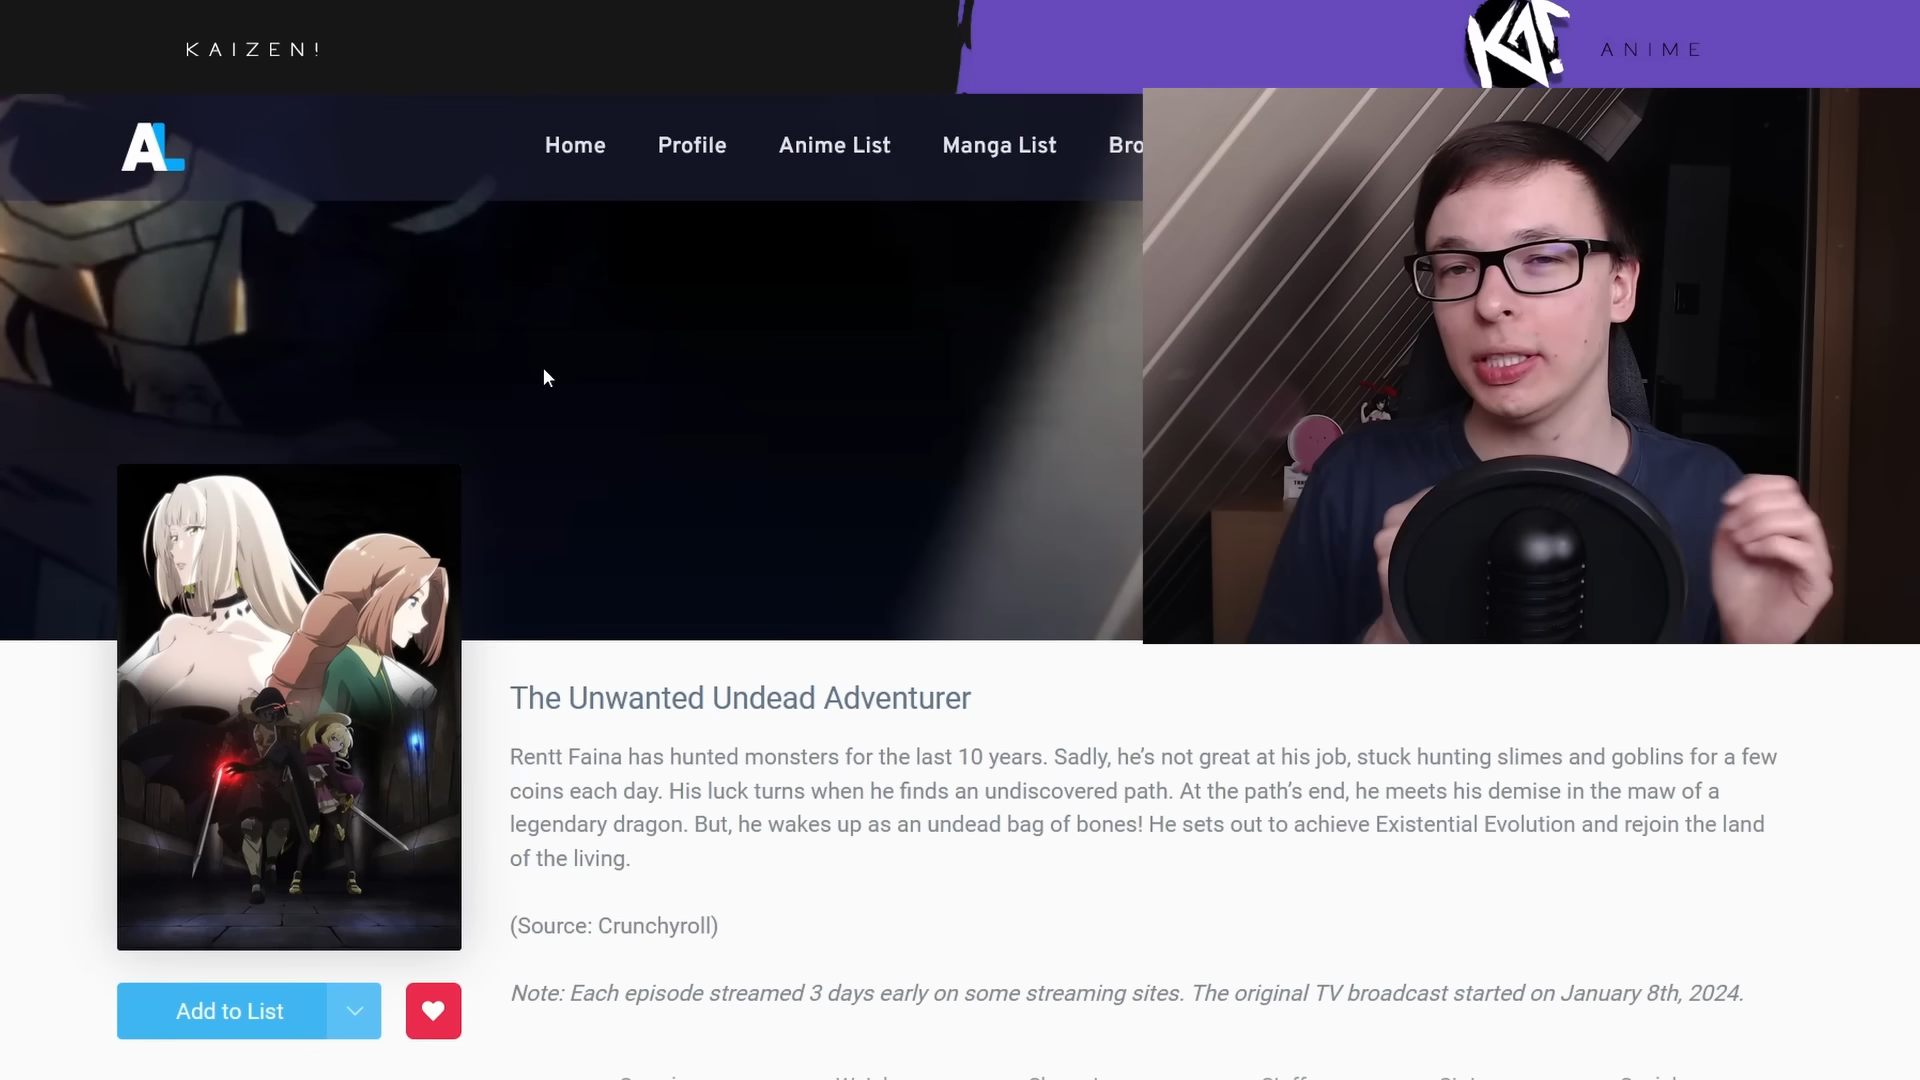 KAIZEN!
KA!
ANIME
AL
Home Profile Anime List Manga List Bro
The Unwanted Undead Adventurer
Rentt Faina has hunted monsters for the last 10 years. Sadly, he’s not great at his job, stuck hunting slimes and goblins for a few
coins each day. His luck turns when he finds an undiscovered path. At the path’s end, he meets his demise in the maw of a
legendary dragon. But, he wakes up as an undead bag of bones! He sets out to achieve Existential Evolution and rejoin the land
of the living.
(Source: Crunchyroll)
Note: Each episode streamed 3 days early on some streaming sites. The original TV broadcast started on January 8th, 2024.
Add to List